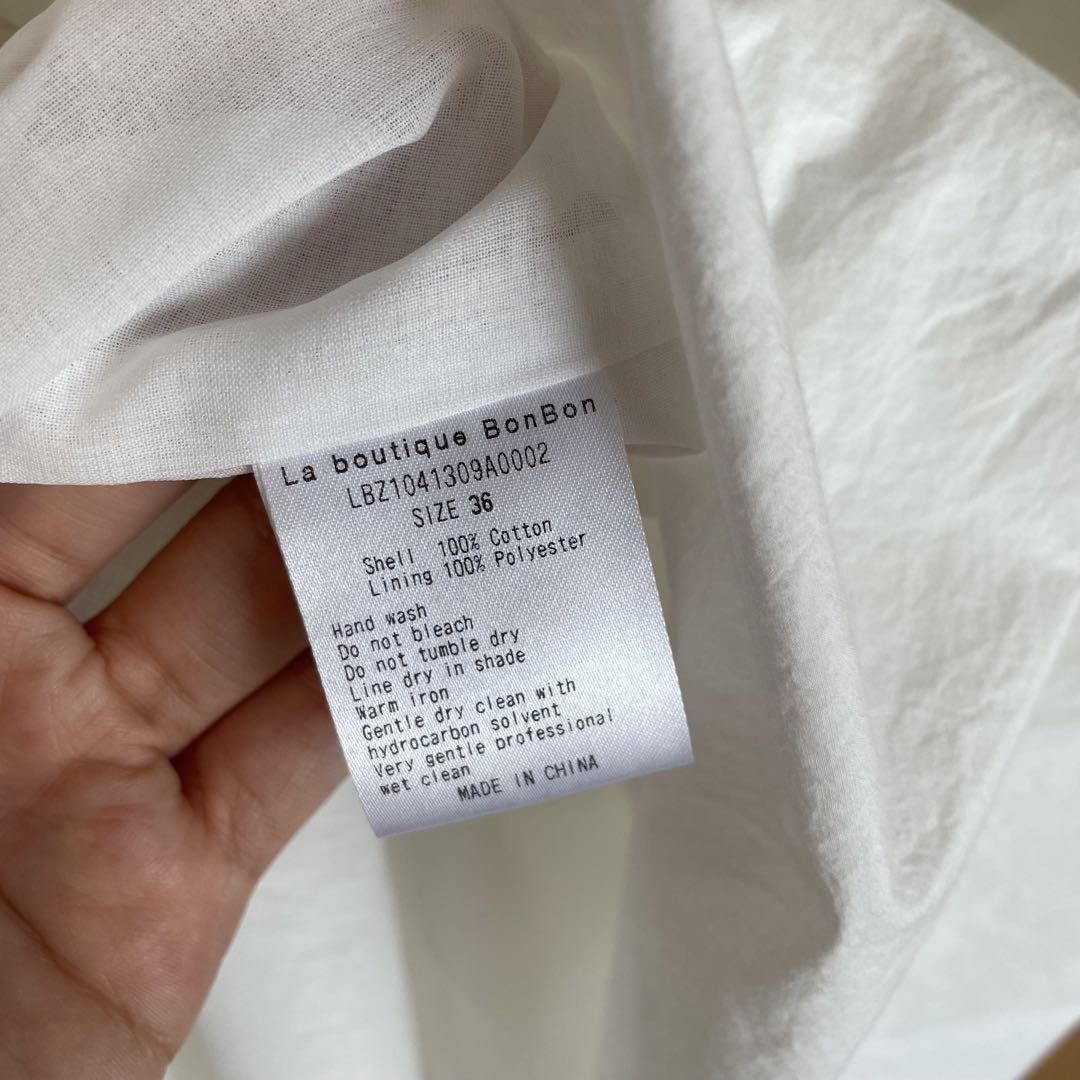 La boutique BonBon
LBZ1041309A0002
SIZE 36
Shell 100% Cotton
Lining 100% Polyester
Hand wash
Do not bleach
Do not tumble dry
Line dry in shade
Warm iron
Gentle dry clean with
hydrocarbon solvent
Very gentle professional
wet clean
MADE IN CHINA